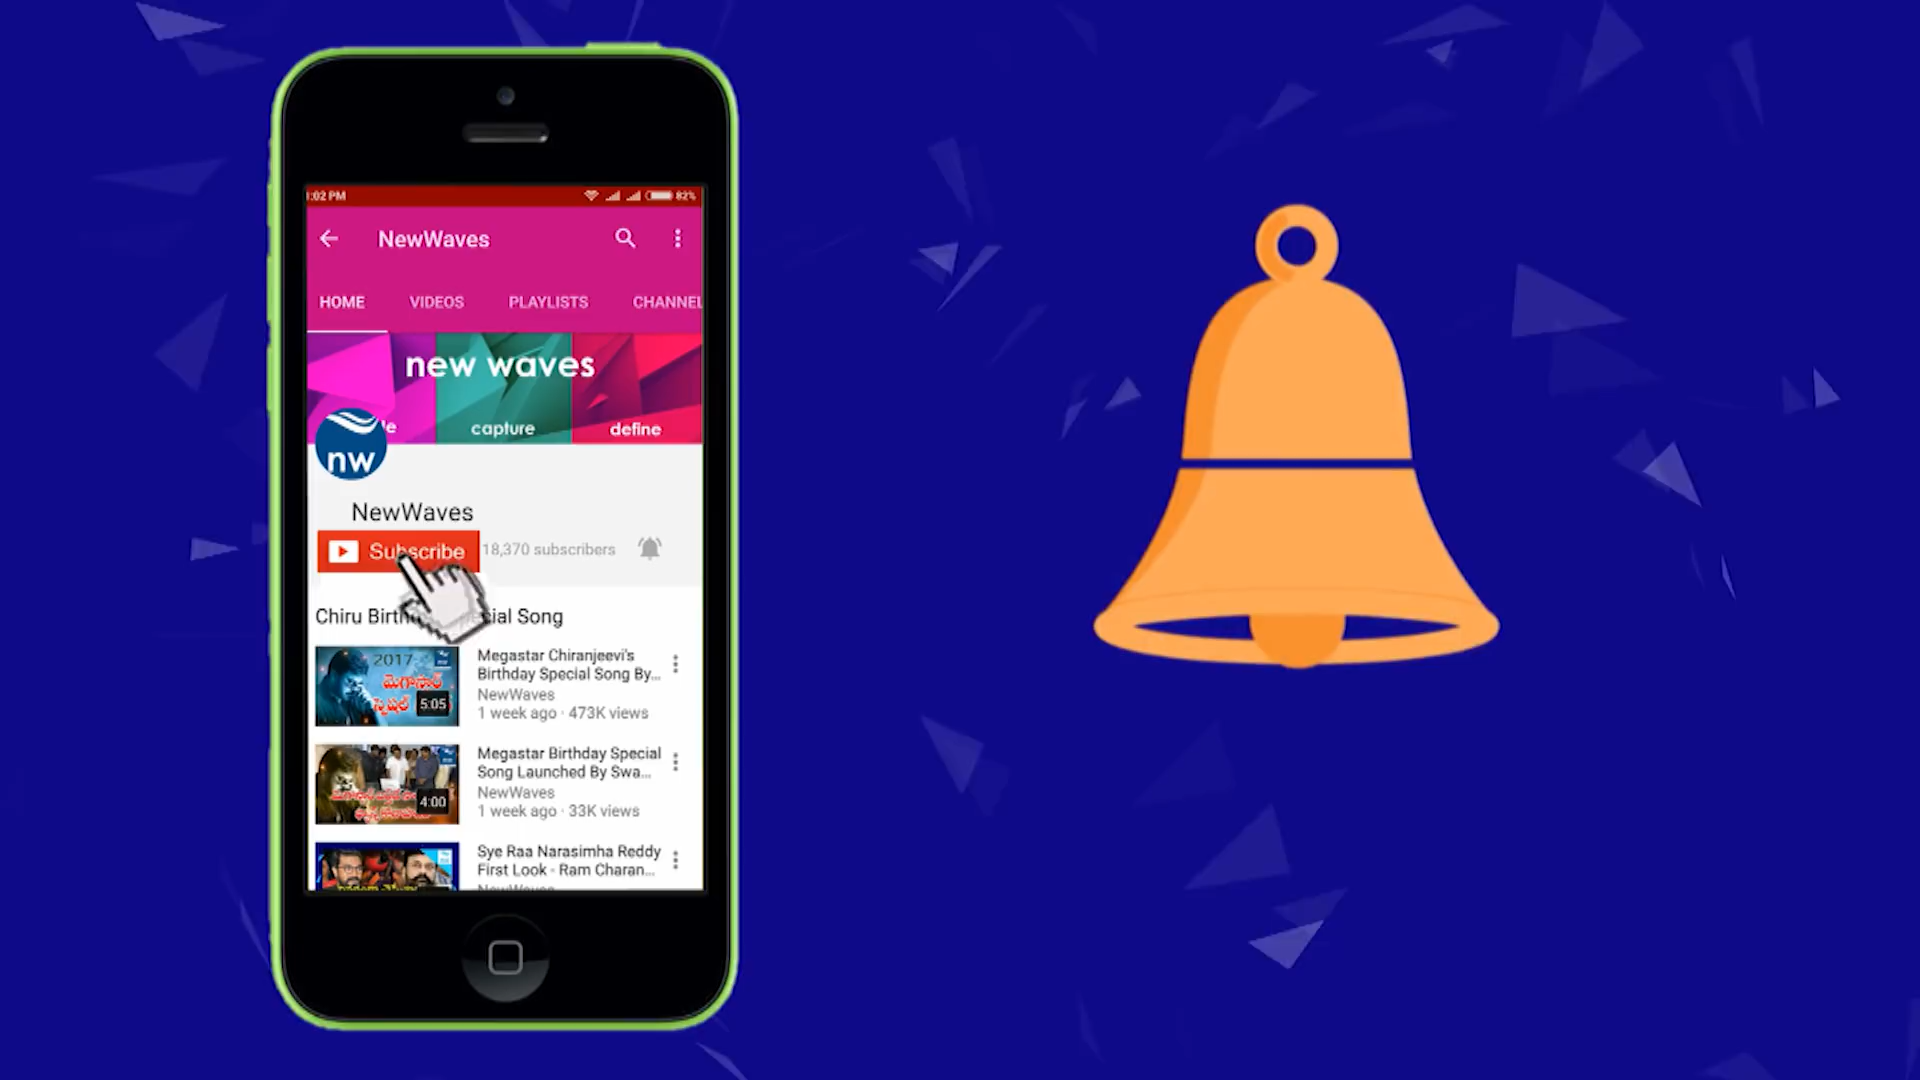 1:02 PM
82%
NewWaves
HOME VIDEOS PLAYLISTS CHANNEL
new waves
capture
define
nw
NewWaves
Subscribe
18,370 subscribers
Chiru Song
2017
మెగాస్టార్
స్పెషల్
5:05
Megastar Chiranjeevi's
Birthday Special Song By...
NewWaves
1 week ago · 473K views
4:00
Megastar Birthday Special
Song Launched By Swa...
NewWaves
1 week ago · 33K views
Sye Raa Narasimha Reddy
First Look - Ram Charan...
NewWaves